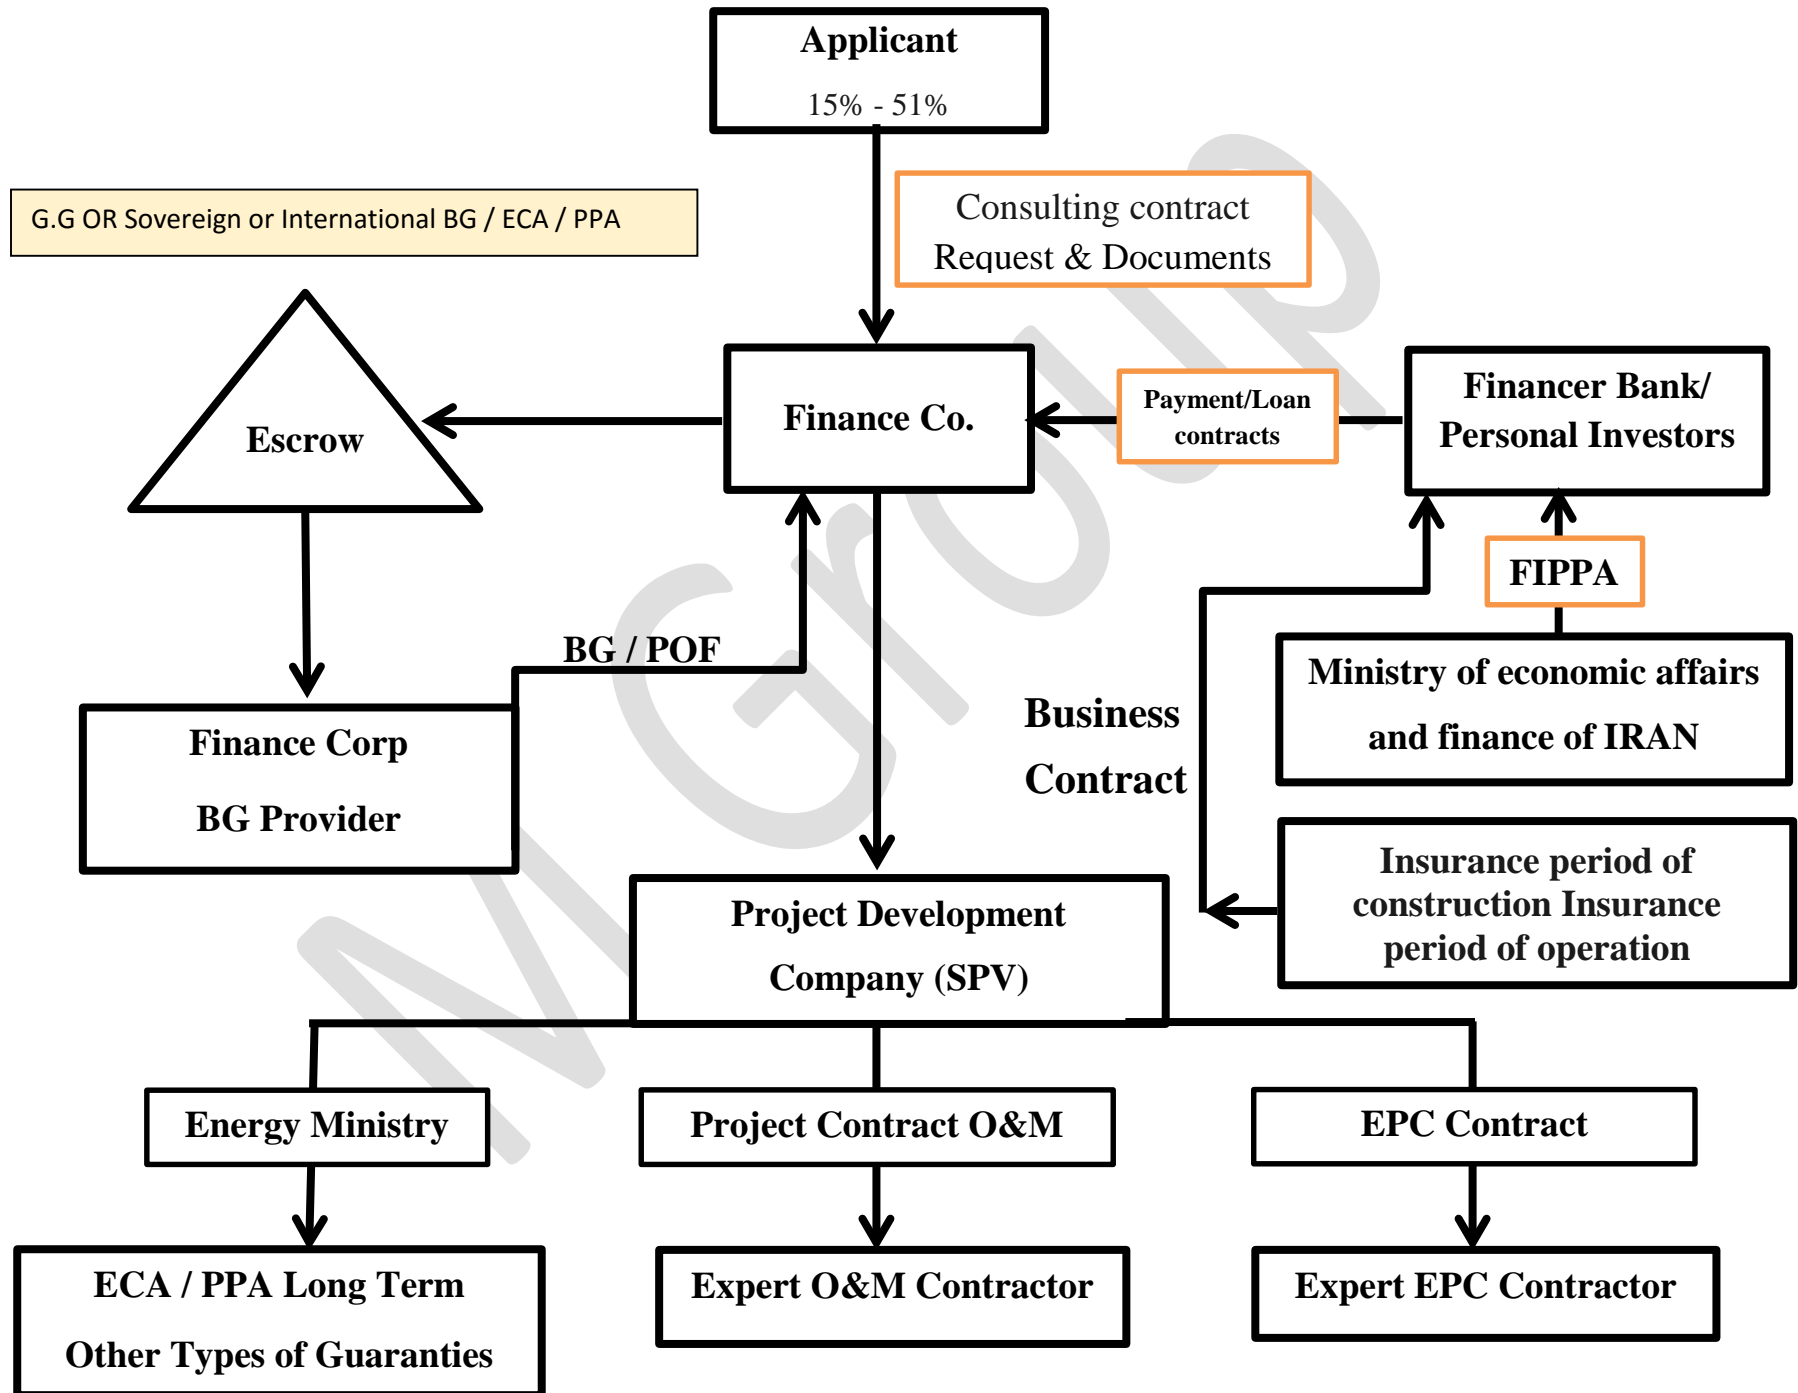 Applicant
15% - 51%
G.G OR Sovereign or International BG / ECA / PPA
Consulting contract
Request & Documents
Escrow
Finance Co.
Payment/Loan
contracts
Financer Bank/
Personal Investors
FIPPA
BG / POF
Ministry of economic affairs
and finance of IRAN
Business
Contract
Finance Corp
BG Provider
Insurance period of
construction Insurance
period of operation
Project Development
Company (SPV)
Energy Ministry
Project Contract O&M
EPC Contract
ECA / PPA Long Term
Other Types of Guaranties
Expert O&M Contractor
Expert EPC Contractor
M Group